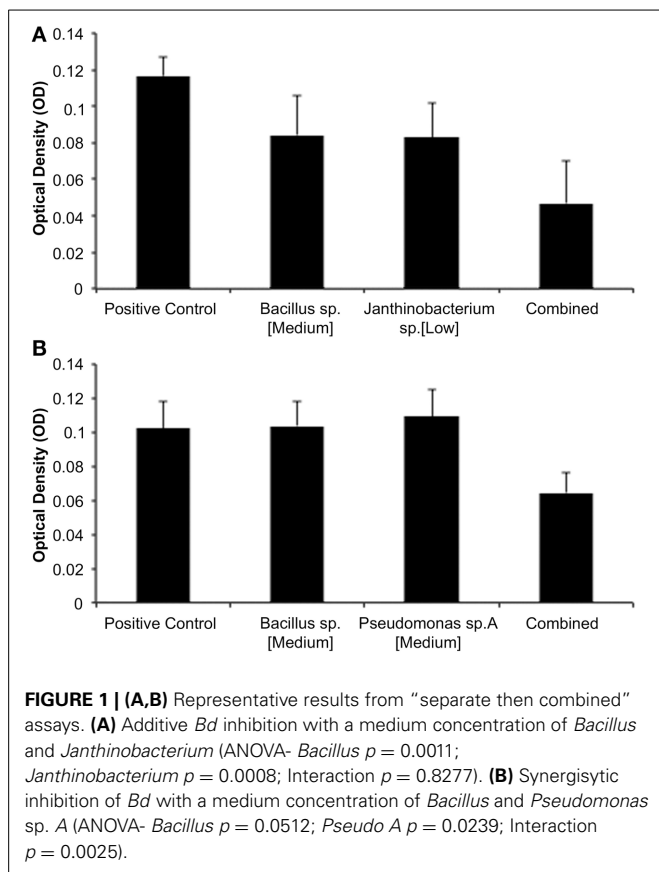 A
0.14
0.12
0.1
0.08
0.06
0.04
0.02
0
Optical Density (OD)
Positive Control
Bacillus sp.
[Medium]
Janthinobacterium
sp.[Low]
Combined
B
0.14
0.12
0.1
0.08
0.06
0.04
0.02
0
Optical Density (OD)
Positive Control
Bacillus sp.
[Medium]
Pseudomonas sp.A
[Medium]
Combined
FIGURE 1 | (A,B) Representative results from “separate then combined”
assays. (A) Additive Bd inhibition with a medium concentration of Bacillus
and Janthinobacterium (ANOVA- Bacillus p = 0.0011;
Janthinobacterium p = 0.0008; Interaction p = 0.8277). (B) Synergisytic
inhibition of Bd with a medium concentration of Bacillus and Pseudomonas
sp. A (ANOVA- Bacillus p = 0.0512; Pseudo A p = 0.0239; Interaction
p = 0.0025).